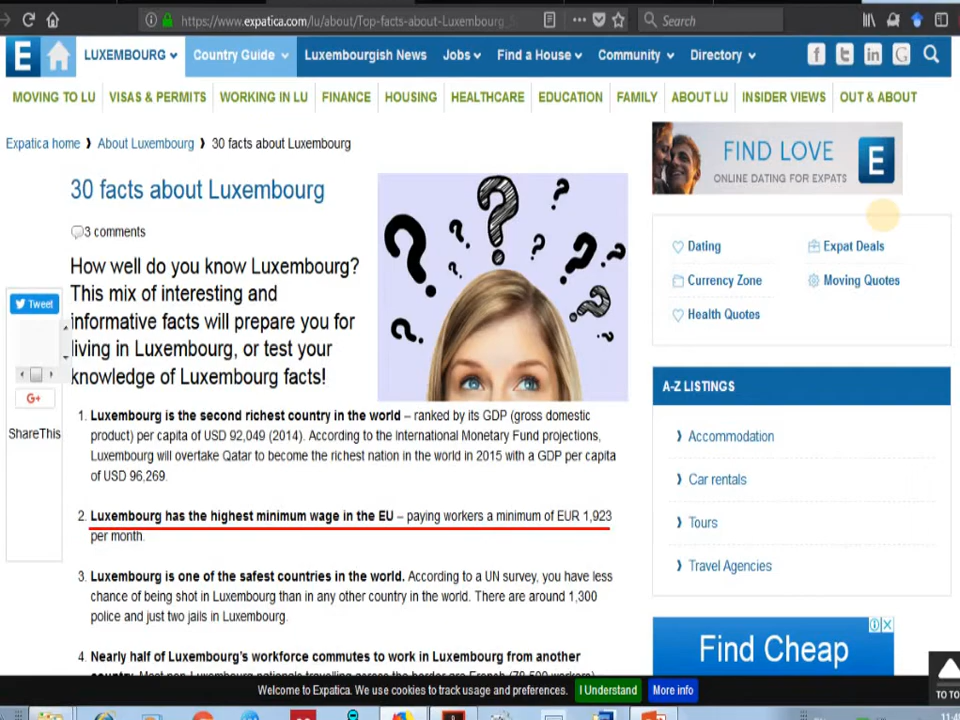 https://www.expatica.com/lu/about/Top-facts-about-Luxembourg_
Search
E
LUXEMBOURG
Country Guide
Luxembourgish News
Jobs
Find a House
Community
Directory
MOVING TO LU
VISAS & PERMITS
WORKING IN LU
FINANCE
HOUSING
HEALTHCARE
EDUCATION
FAMILY
ABOUT LU
INSIDER VIEWS
OUT & ABOUT
Expatica home ❯ About Luxembourg ❯ 30 facts about Luxembourg
30 facts about Luxembourg
3 comments
How well do you know Luxembourg?
This mix of interesting and
informative facts will prepare you for
living in Luxembourg, or test your
knowledge of Luxembourg facts!
Tweet
G+
ShareThis
1. Luxembourg is the second richest country in the world – ranked by its GDP (gross domestic
product) per capita of USD 92,049 (2014). According to the International Monetary Fund projections,
Luxembourg will overtake Qatar to become the richest nation in the world in 2015 with a GDP per capita
of USD 96,269.
2. Luxembourg has the highest minimum wage in the EU – paying workers a minimum of EUR 1,923
per month.
3. Luxembourg is one of the safest countries in the world. According to a UN survey, you have less
chance of being shot in Luxembourg than in any other country in the world. There are around 1,300
police and just two jails in Luxembourg.
4. Nearly half of Luxembourg's workforce commutes to work in Luxembourg from another
FIND LOVE
ONLINE DATING FOR EXPATS
E
Dating
Expat Deals
Currency Zone
Moving Quotes
Health Quotes
A-Z LISTINGS
Accommodation
Car rentals
Tours
Travel Agencies
Find Cheap
Welcome to Expatica. We use cookies to track usage and preferences.
I Understand
More info